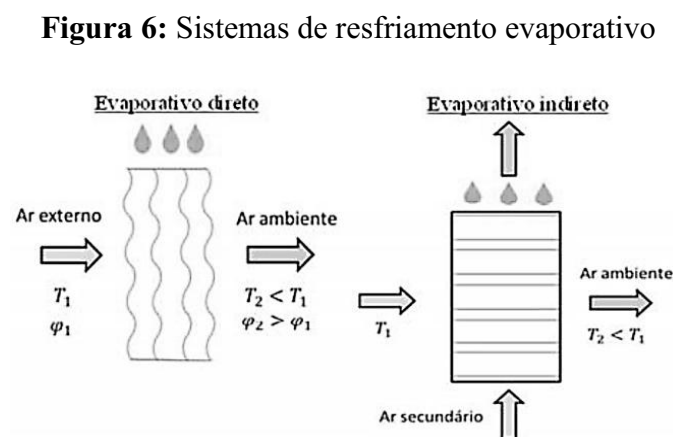 Figura 6: Sistemas de resfriamento evaporativo
Evaporativo direto
Ar externo
T₁
φ₁
Ar ambiente
T₂ < T₁
φ₂ > φ₁
Evaporativo indireto
T₁
Ar ambiente
T₂ < T₁
Ar secundário